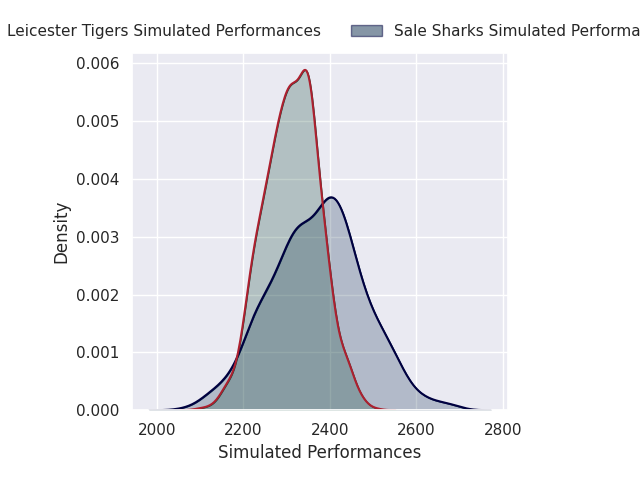 Leicester Tigers Simulated Performances
Sale Sharks Simulated Performa
0.006
0.005
0.004
0.003
0.002
0.001
0.000
Density
2000 2200 2400 2600 2800
Simulated Performances